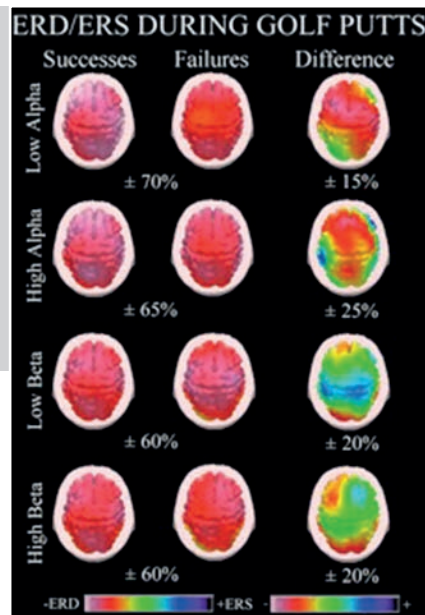 ERD/ERS DURING GOLF PUTTS
Successes Failures Difference
Low Alpha
± 70% ± 15%
High Alpha
± 65% ± 25%
Low Beta
± 60% ± 20%
High Beta
± 60% ± 20%
-ERD +ERS - +